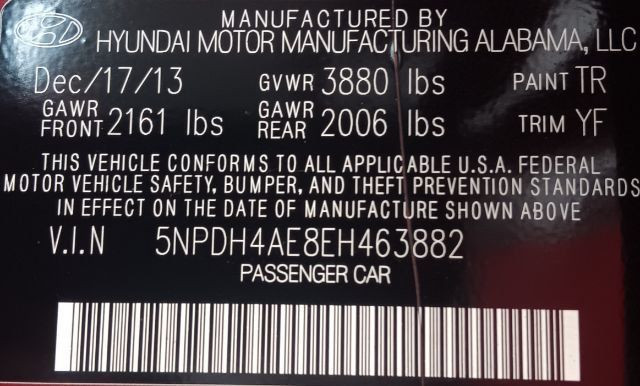 MANUFACTURED BY
HYUNDAI MOTOR MANUFACTURING ALABAMA, LLC
Dec/17/13 GVWR 3880 lbs PAINT TR
GAWR FRONT 2161 lbs GAWR REAR 2006 lbs TRIM YF
THIS VEHICLE CONFORMS TO ALL APPLICABLE U.S.A. FEDERAL
MOTOR VEHICLE SAFETY, BUMPER, AND THEFT PREVENTION STANDARDS
IN EFFECT ON THE DATE OF MANUFACTURE SHOWN ABOVE
V.I.N 5NPDH4AE8EH463882
PASSENGER CAR